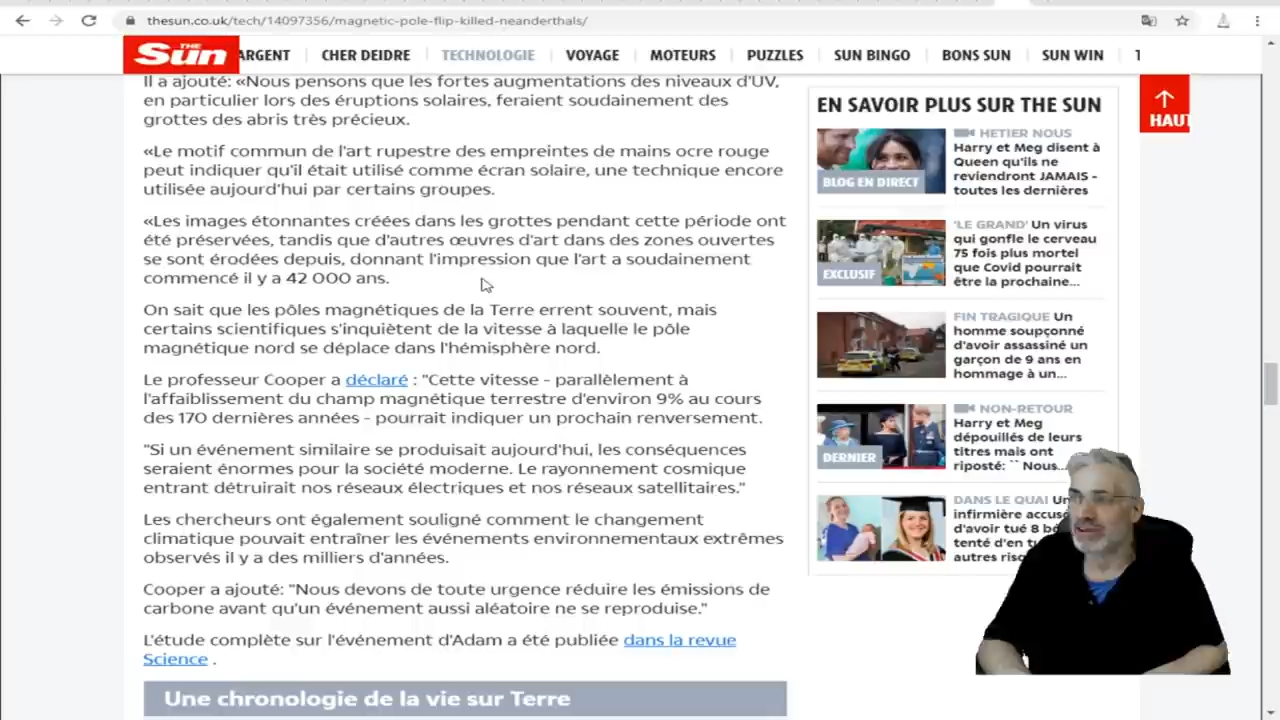 thesun.co.uk/tech/14097356/magnetic-pole-flip-killed-neanderthals/
THE
Sun
ARGENT
CHER DEIDRE
TECHNOLOGIE
VOYAGE
MOTEURS
PUZZLES
SUN BINGO
BONS SUN
SUN WIN
Il a ajouté: «Nous pensons que les fortes augmentations des niveaux d'UV,
en particulier lors des éruptions solaires, feraient soudainement des
grottes des abris très précieux.
«Le motif commun de l'art rupestre des empreintes de mains ocre rouge
peut indiquer qu'il était utilisé comme écran solaire, une technique encore
utilisée aujourd'hui par certains groupes.
«Les images étonnantes créées dans les grottes pendant cette période ont
été préservées, tandis que d'autres œuvres d'art dans des zones ouvertes
se sont érodées depuis, donnant l'impression que l'art a soudainement
commencé il y a 42 000 ans.
On sait que les pôles magnétiques de la Terre errent souvent, mais
certains scientifiques s'inquiètent de la vitesse à laquelle le pôle
magnétique nord se déplace dans l'hémisphère nord.
Le professeur Cooper a déclaré : "Cette vitesse - parallèlement à
l'affaiblissement du champ magnétique terrestre d'environ 9% au cours
des 170 dernières années - pourrait indiquer un prochain renversement.
"Si un événement similaire se produisait aujourd'hui, les conséquences
seraient énormes pour la société moderne. Le rayonnement cosmique
entrant détruirait nos réseaux électriques et nos réseaux satellitaires."
Les chercheurs ont également souligné comment le changement
climatique pouvait entraîner les événements environnementaux extrêmes
observés il y a des milliers d'années.
Cooper a ajouté: "Nous devons de toute urgence réduire les émissions de
carbone avant qu'un événement aussi aléatoire ne se reproduise."
L'étude complète sur l'événement d'Adam a été publiée dans la revue
Science .
Une chronologie de la vie sur Terre
EN SAVOIR PLUS SUR THE SUN
BLOG EN DIRECT
HETIER NOUS
Harry et Meg disent à
Queen qu'ils ne
reviendront JAMAIS -
toutes les dernières
EXCLUSIF
'LE GRAND' Un virus
qui gonfle le cerveau
75 fois plus mortel
que Covid pourrait
être la prochaine...
FIN TRAGIQUE Un
homme soupçonné
d'avoir assassiné un
garçon de 9 ans en
hommage à un...
DERNIER
NON-RETOUR
Harry et Meg
dépouillés de leurs
titres mais ont
riposté: `` Nous...
DANS LE QUAI Un
infirmière accus
d'avoir tué 8 b
tenté d'en t
autres ris
HAUT